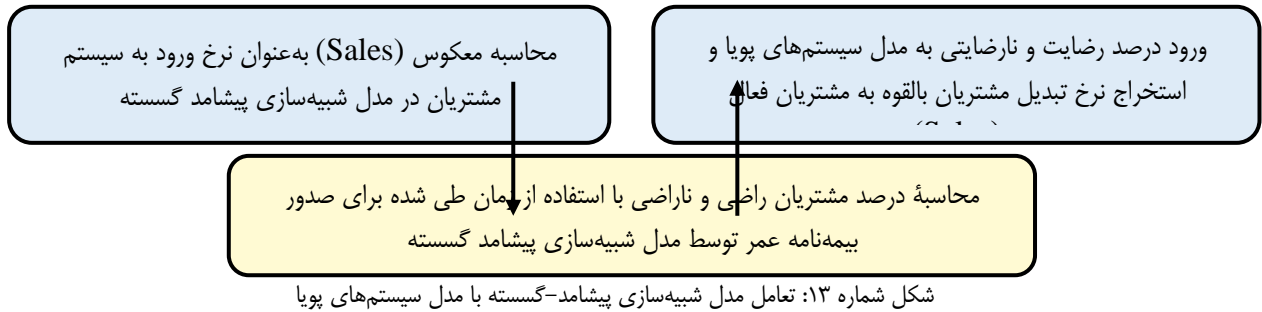 ورود درصد رضایت و نارضایتی به مدل سیستم‌های پویا و
استخراج نرخ تبدیل مشتریان بالقوه به مشتریان فعال
محاسبه معکوس (Sales) به‌عنوان نرخ ورود به سیستم
مشتریان در مدل شبیه‌سازی پیشامد گسسته
محاسبهٔ درصد مشتریان راضی و ناراضی با استفاده از زمان طی شده برای صدور
بیمه‌نامه عمر توسط مدل شبیه‌سازی پیشامد گسسته
شکل شماره ۱۳: تعامل مدل شبیه‌سازی پیشامد-گسسته با مدل سیستم‌های پویا